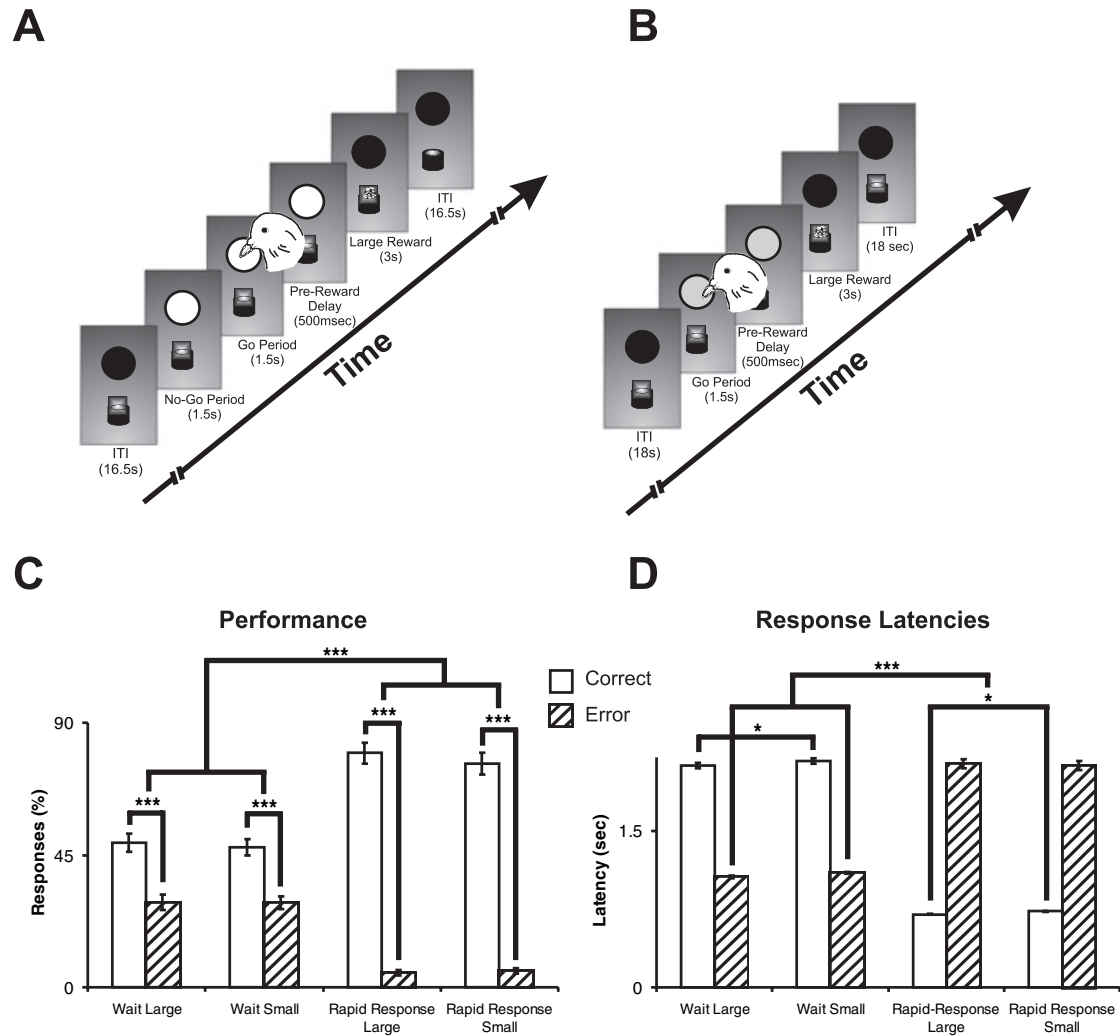 A
ITI
(16.5s)
No-Go Period
(1.5s)
Go Period
(1.5s)
Pre-Reward
Delay
(500msec)
Large Reward
(3s)
ITI
(16.5s)
Time
B
ITI
(18s)
Go Period
(1.5s)
Pre-Reward
Delay
(500msec)
Large Reward
(3s)
ITI
(18 sec)
Time
C
Performance
***
***
***
***
***
90
45
0
Responses (%)
Wait Large
Wait Small
Rapid Response
Large
Rapid Response
Small
Correct
Error
D
Response Latencies
***
*
*
1.5
0
Latency (sec)
Wait Large
Wait Small
Rapid-Response
Large
Rapid Response
Small